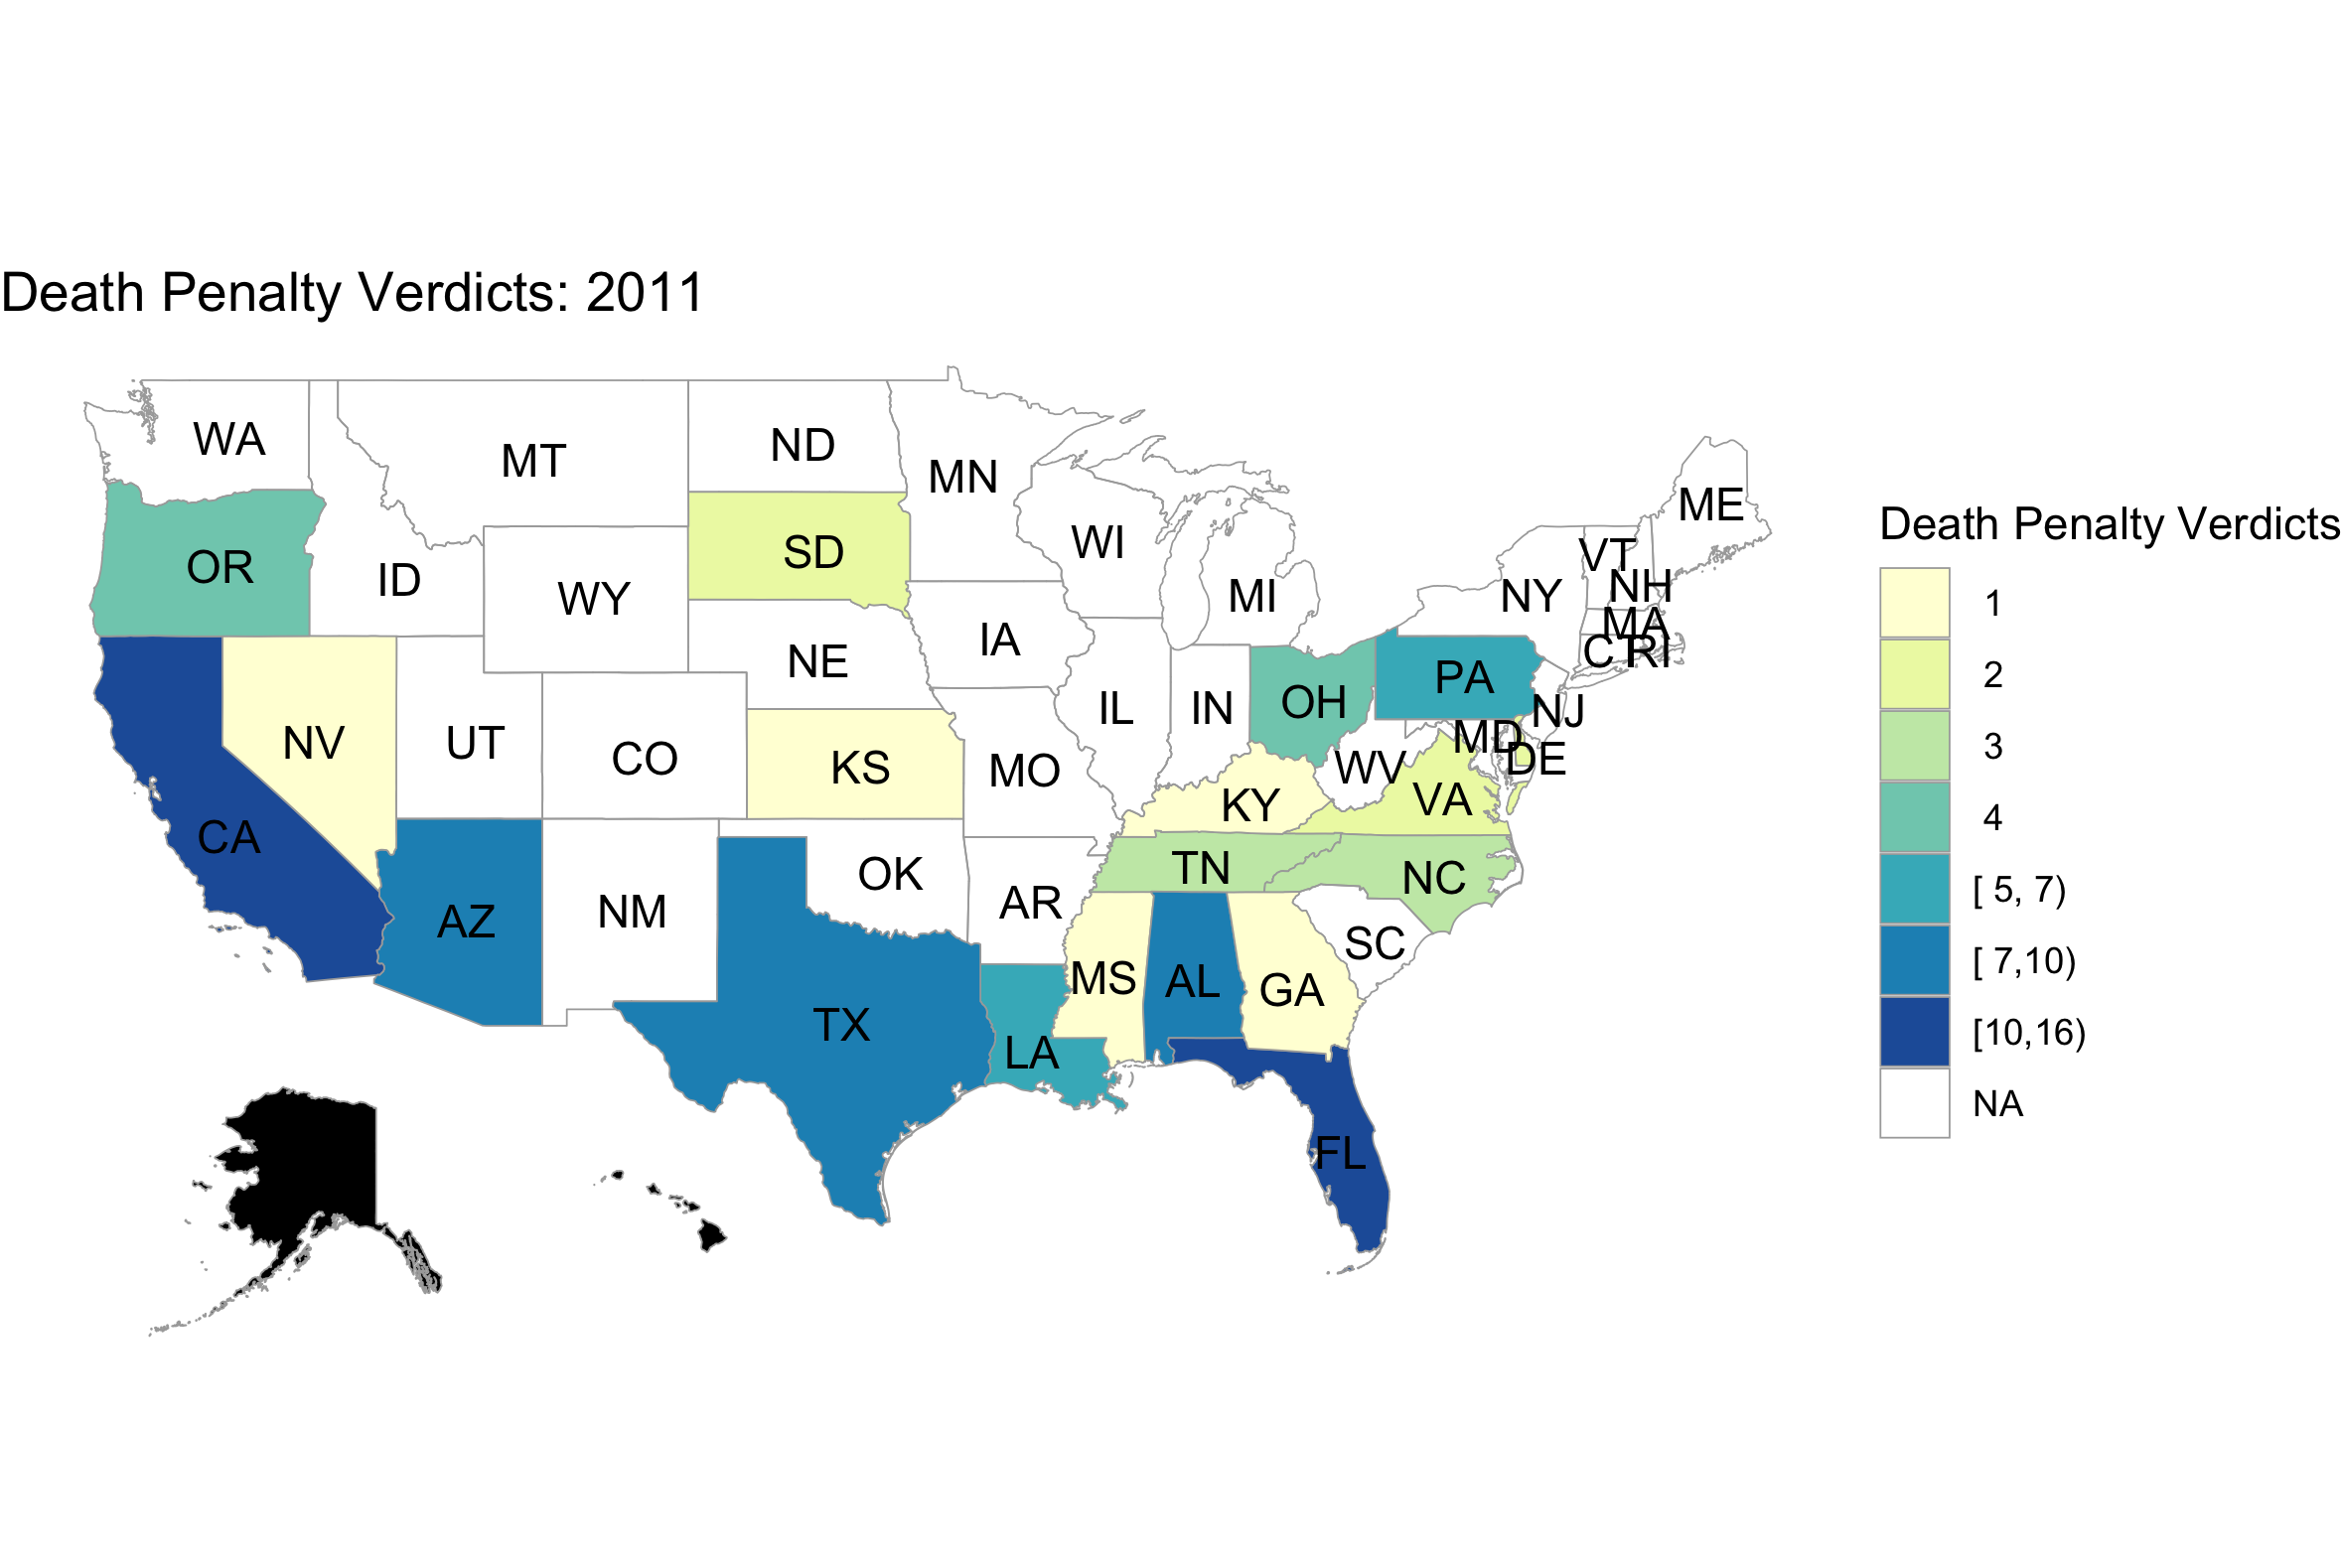 Death Penalty Verdicts: 2011
WA
MT
ND
MN
ME
OR
ID
SD
WI
VT
WY
MI
NY
NH
MA
IA
NE
CT
RI
PA
OH
IL
IN
NJ
NV
UT
CO
KS
MO
MD
DE
WV
KY
VA
CA
TN
NC
OK
AR
AZ
NM
SC
MS
AL
GA
TX
LA
FL
Death Penalty Verdicts
1
2
3
4
[ 5, 7)
[ 7,10)
[10,16)
NA